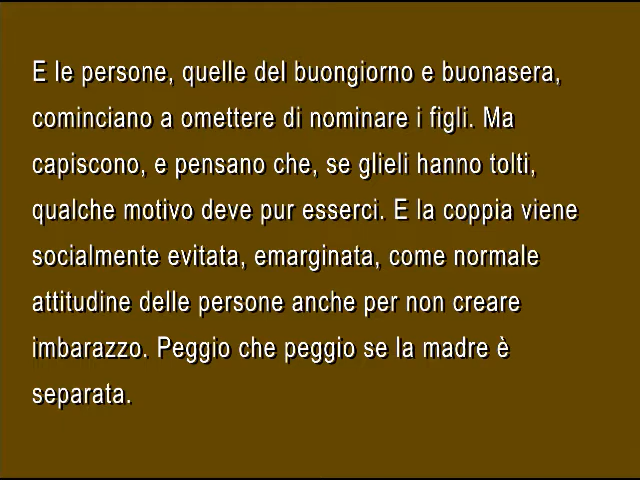 E le persone, quelle del buongiorno e buonasera,
cominciano a omettere di nominare i figli. Ma
capiscono, e pensano che, se glieli hanno tolti,
qualche motivo deve pur esserci. E la coppia viene
socialmente evitata, emarginata, come normale
attitudine delle persone anche per non creare
imbarazzo. Peggio che peggio se la madre è
separata.